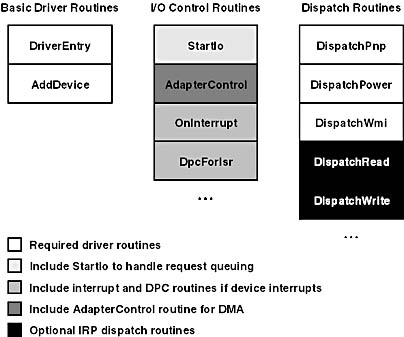 Basic Driver Routines
I/O Control Routines
Dispatch Routines
DriverEntry
StartIo
DispatchPnp
AddDevice
AdapterControl
DispatchPower
OnInterrupt
DispatchWmi
DpcForIsr
DispatchRead
...
DispatchWrite
...
Required driver routines
Include StartIo to handle request queuing
Include interrupt and DPC routines if device interrupts
Include AdapterControl routine for DMA
Optional IRP dispatch routines